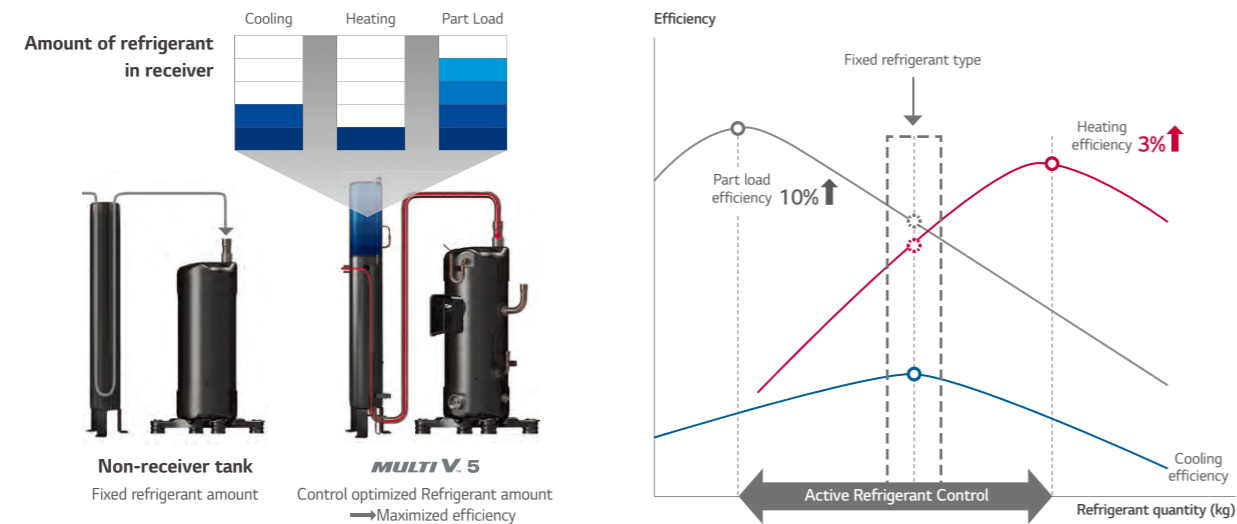 Cooling
Heating
Part Load
Amount of refrigerant
in receiver
Non-receiver tank
Fixed refrigerant amount
MULTI V™ 5
Control optimized Refrigerant amount
→Maximized efficiency
Efficiency
Fixed refrigerant type
Heating
efficiency 3%
Part load
efficiency 10%
Cooling
efficiency
Active Refrigerant Control
Refrigerant quantity (kg)